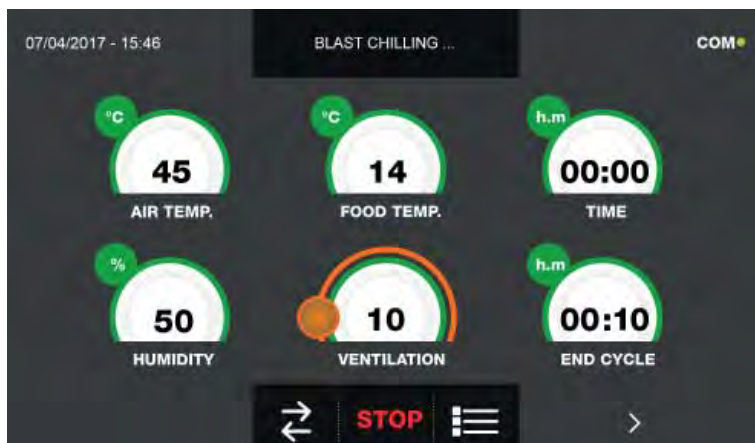 07/04/2017 - 15:46 BLAST CHILLING ... COM
°C °C h.m
45 14 00:00
AIR TEMP. FOOD TEMP. TIME
% h.m
50 10 00:10
HUMIDITY VENTILATION END CYCLE
STOP